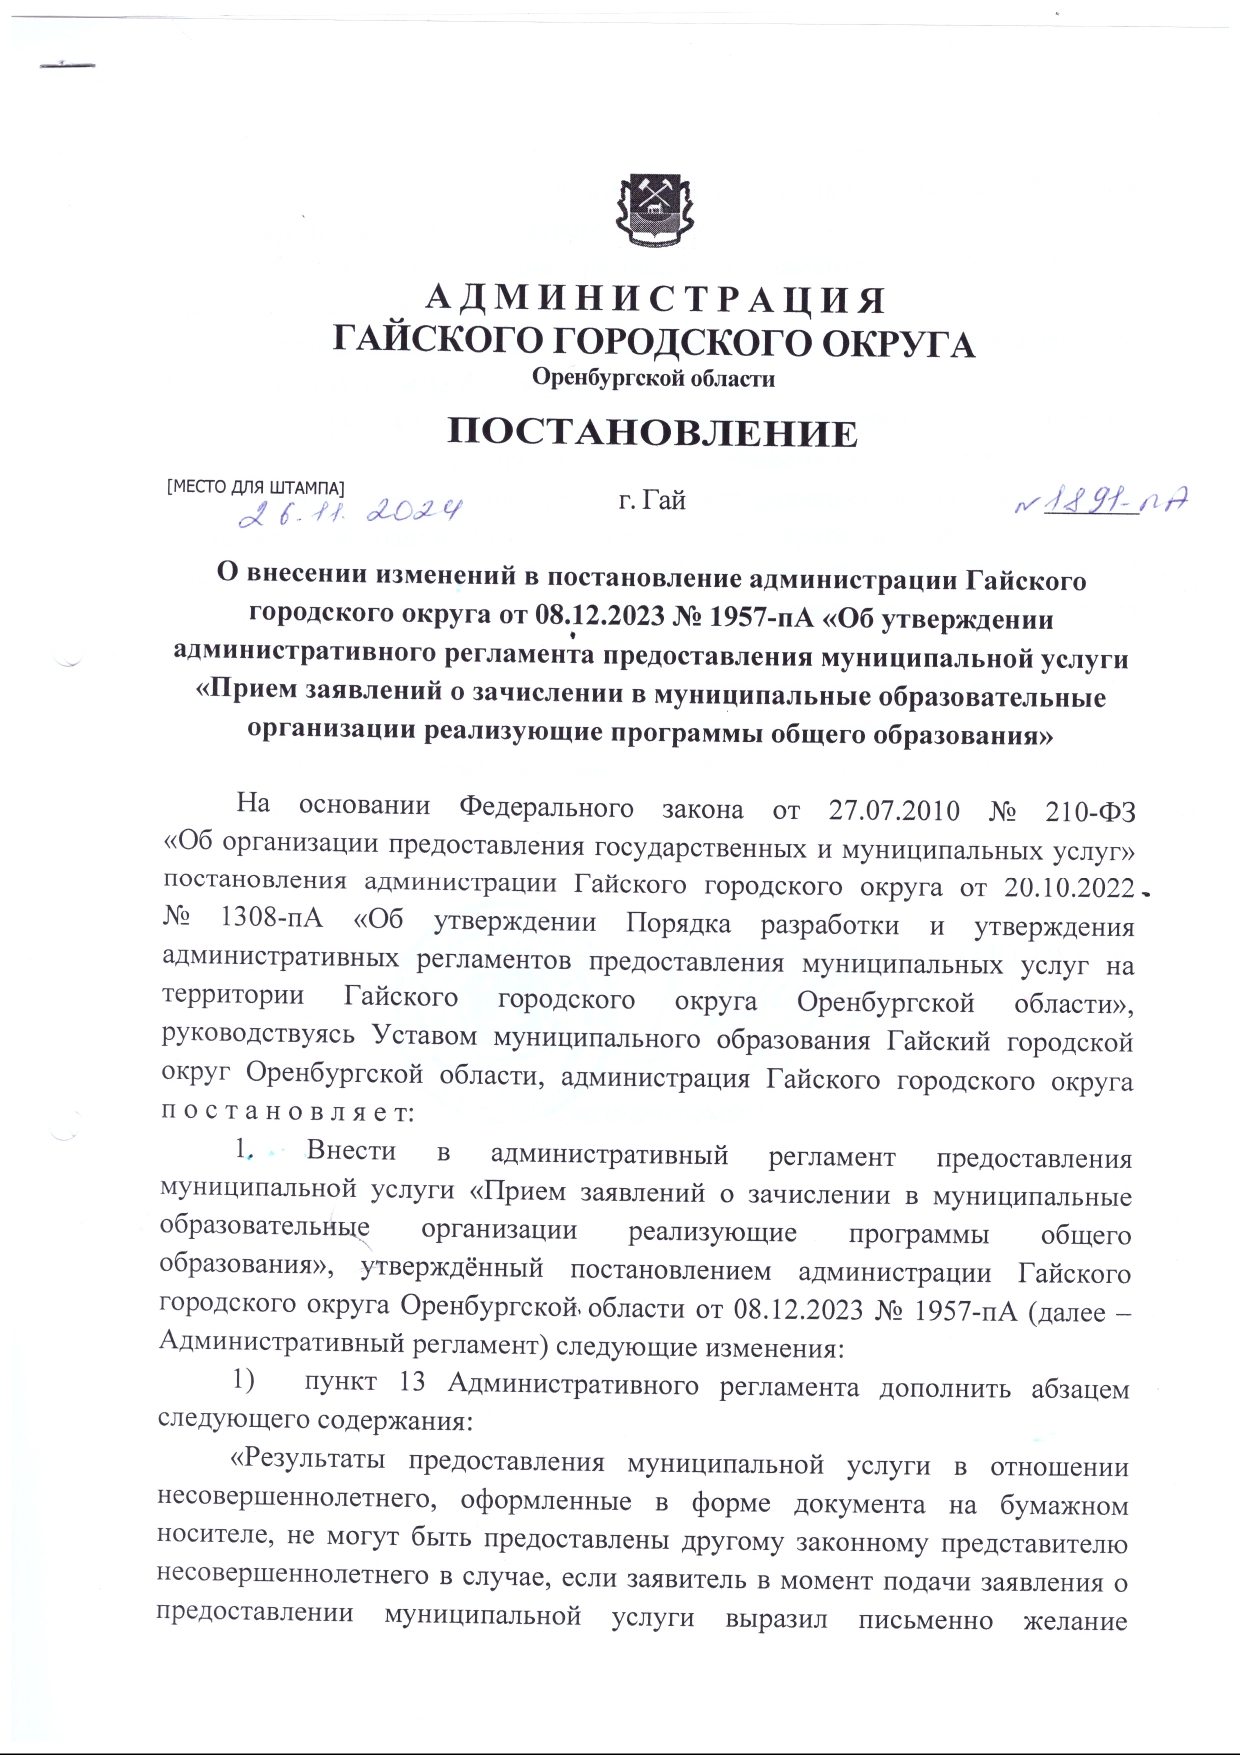 А Д М И Н И С Т Р А Ц И Я
ГАЙСКОГО ГОРОДСКОГО ОКРУГА
Оренбургской области
ПОСТАНОВЛЕНИЕ
[МЕСТО ДЛЯ ШТАМПА]
26.11.2024 г. Гай № 1891-пА
О внесении изменений в постановление администрации Гайского
городского округа от 08.12.2023 № 1957-пА «Об утверждении
административного регламента предоставления муниципальной услуги
«Прием заявлений о зачислении в муниципальные образовательные
организации реализующие программы общего образования»
На основании Федерального закона от 27.07.2010 № 210-ФЗ
«Об организации предоставления государственных и муниципальных услуг»
постановления администрации Гайского городского округа от 20.10.2022
№ 1308-пА «Об утверждении Порядка разработки и утверждения
административных регламентов предоставления муниципальных услуг на
территории Гайского городского округа Оренбургской области»,
руководствуясь Уставом муниципального образования Гайский городской
округ Оренбургской области, администрация Гайского городского округа
п о с т а н о в л я е т:
1. Внести в административный регламент предоставления
муниципальной услуги «Прием заявлений о зачислении в муниципальные
образовательные организации реализующие программы общего
образования», утверждённый постановлением администрации Гайского
городского округа Оренбургской области от 08.12.2023 № 1957-пА (далее –
Административный регламент) следующие изменения:
1) пункт 13 Административного регламента дополнить абзацем
следующего содержания:
«Результаты предоставления муниципальной услуги в отношении
несовершеннолетнего, оформленные в форме документа на бумажном
носителе, не могут быть предоставлены другому законному представителю
несовершеннолетнего в случае, если заявитель в момент подачи заявления о
предоставлении муниципальной услуги выразил письменно желание